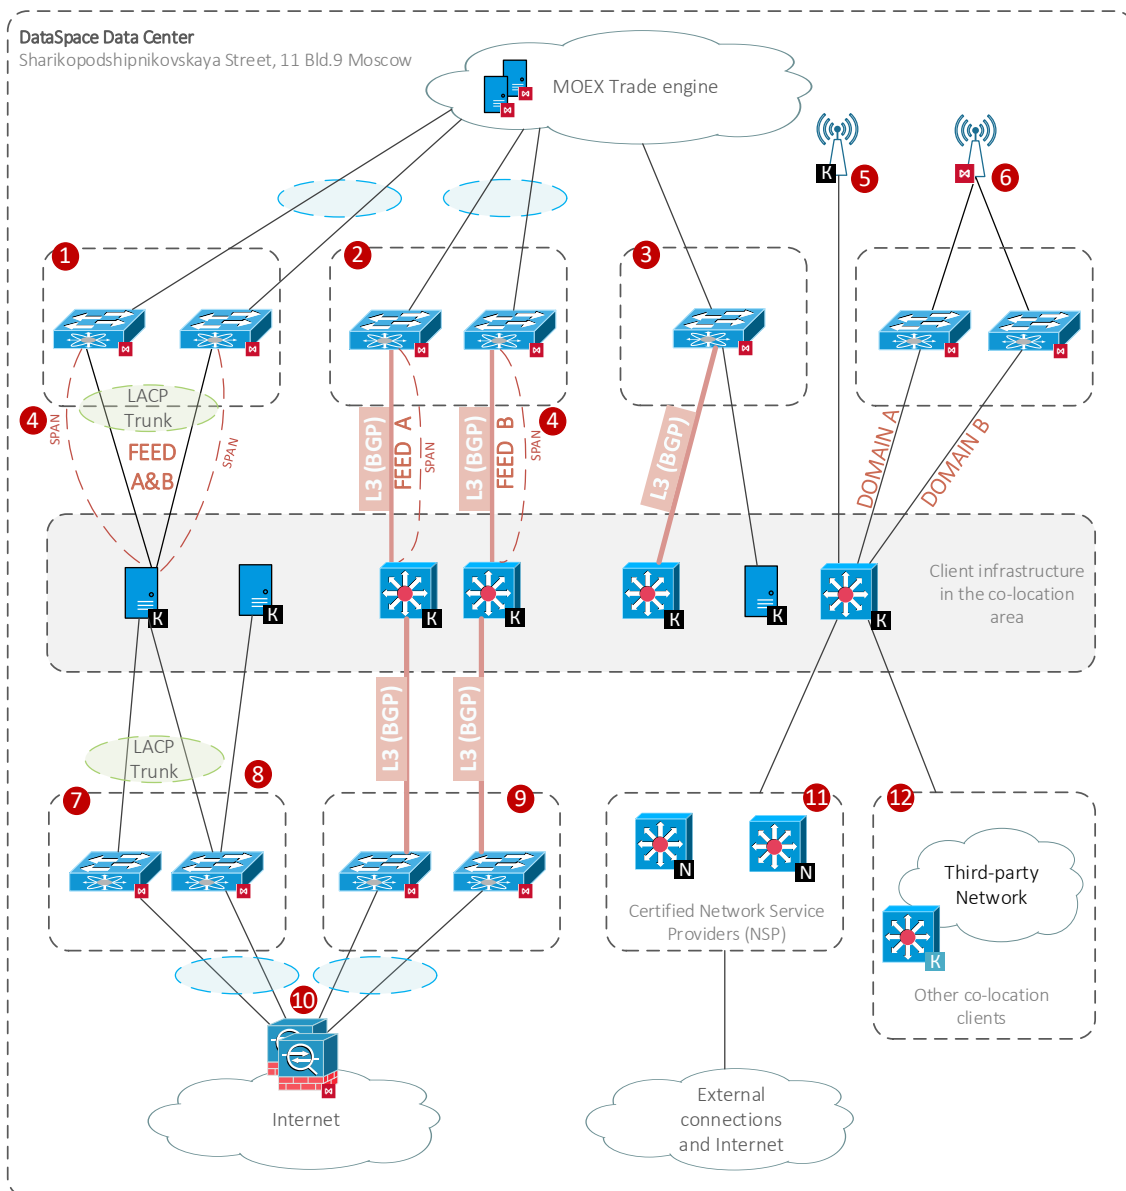 DataSpace Data Center
Sharikopodshipnikovskaya Street, 11 Bld.9 Moscow
MOEX Trade engine
K
5
6
1
2
3
LACP
Trunk
4
SPAN
SPAN
FEED
A&B
L3 (BGP)
FEED A
SPAN
L3 (BGP)
FEED B
SPAN
4
L3 (BGP)
DOMAIN A
DOMAIN B
Client infrastructure
in the co-location
area
K
K
K
K
K
K
K
LACP
Trunk
L3 (BGP)
L3 (BGP)
7
8
9
11
12
N
N
Certified Network Service
Providers (NSP)
Third-party
Network
K
Other co-location
clients
10
Internet
External
connections
and Internet